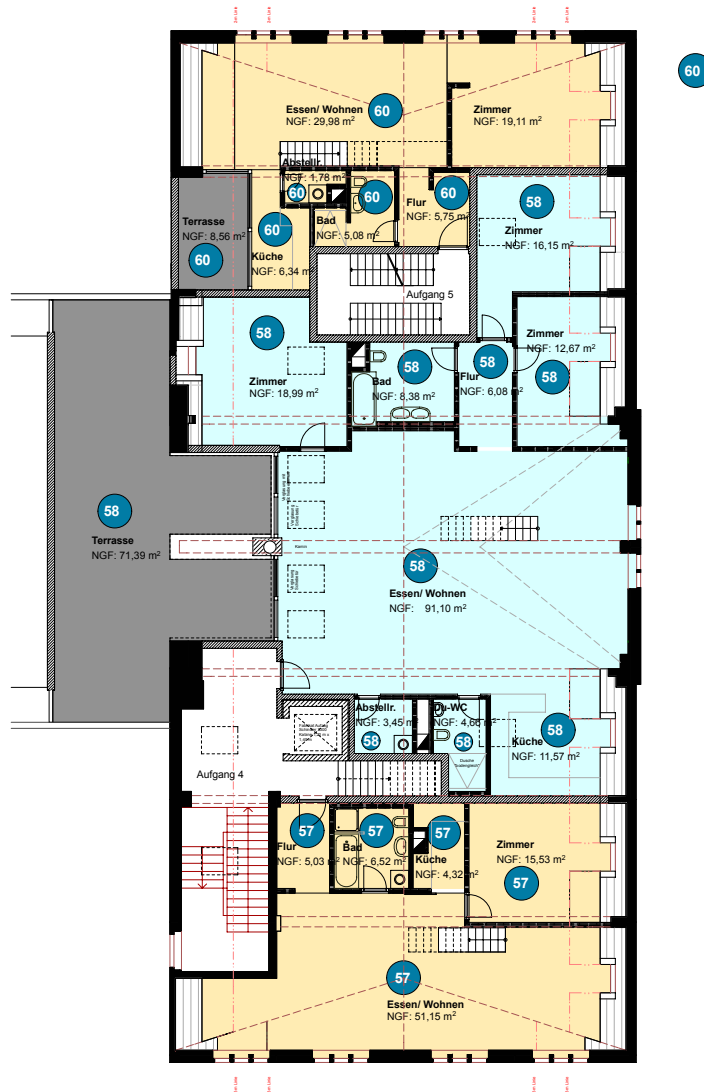 60
Essen/ Wohnen
NGF: 29,98 m²
60
Zimmer
NGF: 19,11 m²
Abstellr.
NGF: 1,78 m²
60
60
60
Flur
NGF: 5,75 m²
58
Zimmer
NGF: 16,15 m²
Terrasse
NGF: 8,56 m²
60
60
Küche
NGF: 6,34 m²
Bad
NGF: 5,08 m²
Aufgang 5
58
Zimmer
NGF: 18,99 m²
58
Bad
NGF: 8,38 m²
58
Flur
NGF: 6,08 m²
Zimmer
NGF: 12,67 m²
58
58
Terrasse
NGF: 71,39 m²
Kamin
58
Essen/ Wohnen
NGF: 91,10 m²
Abstellr.
NGF: 3,45 m²
58
Du-WC
NGF: 4,66 m²
58
58
Küche
NGF: 11,57 m²
Dusche
Aufgang 4
57
Flur
NGF: 5,03 m²
57
Bad
NGF: 6,52 m²
57
Küche
NGF: 4,32 m²
Zimmer
NGF: 15,53 m²
57
57
Essen/ Wohnen
NGF: 51,15 m²